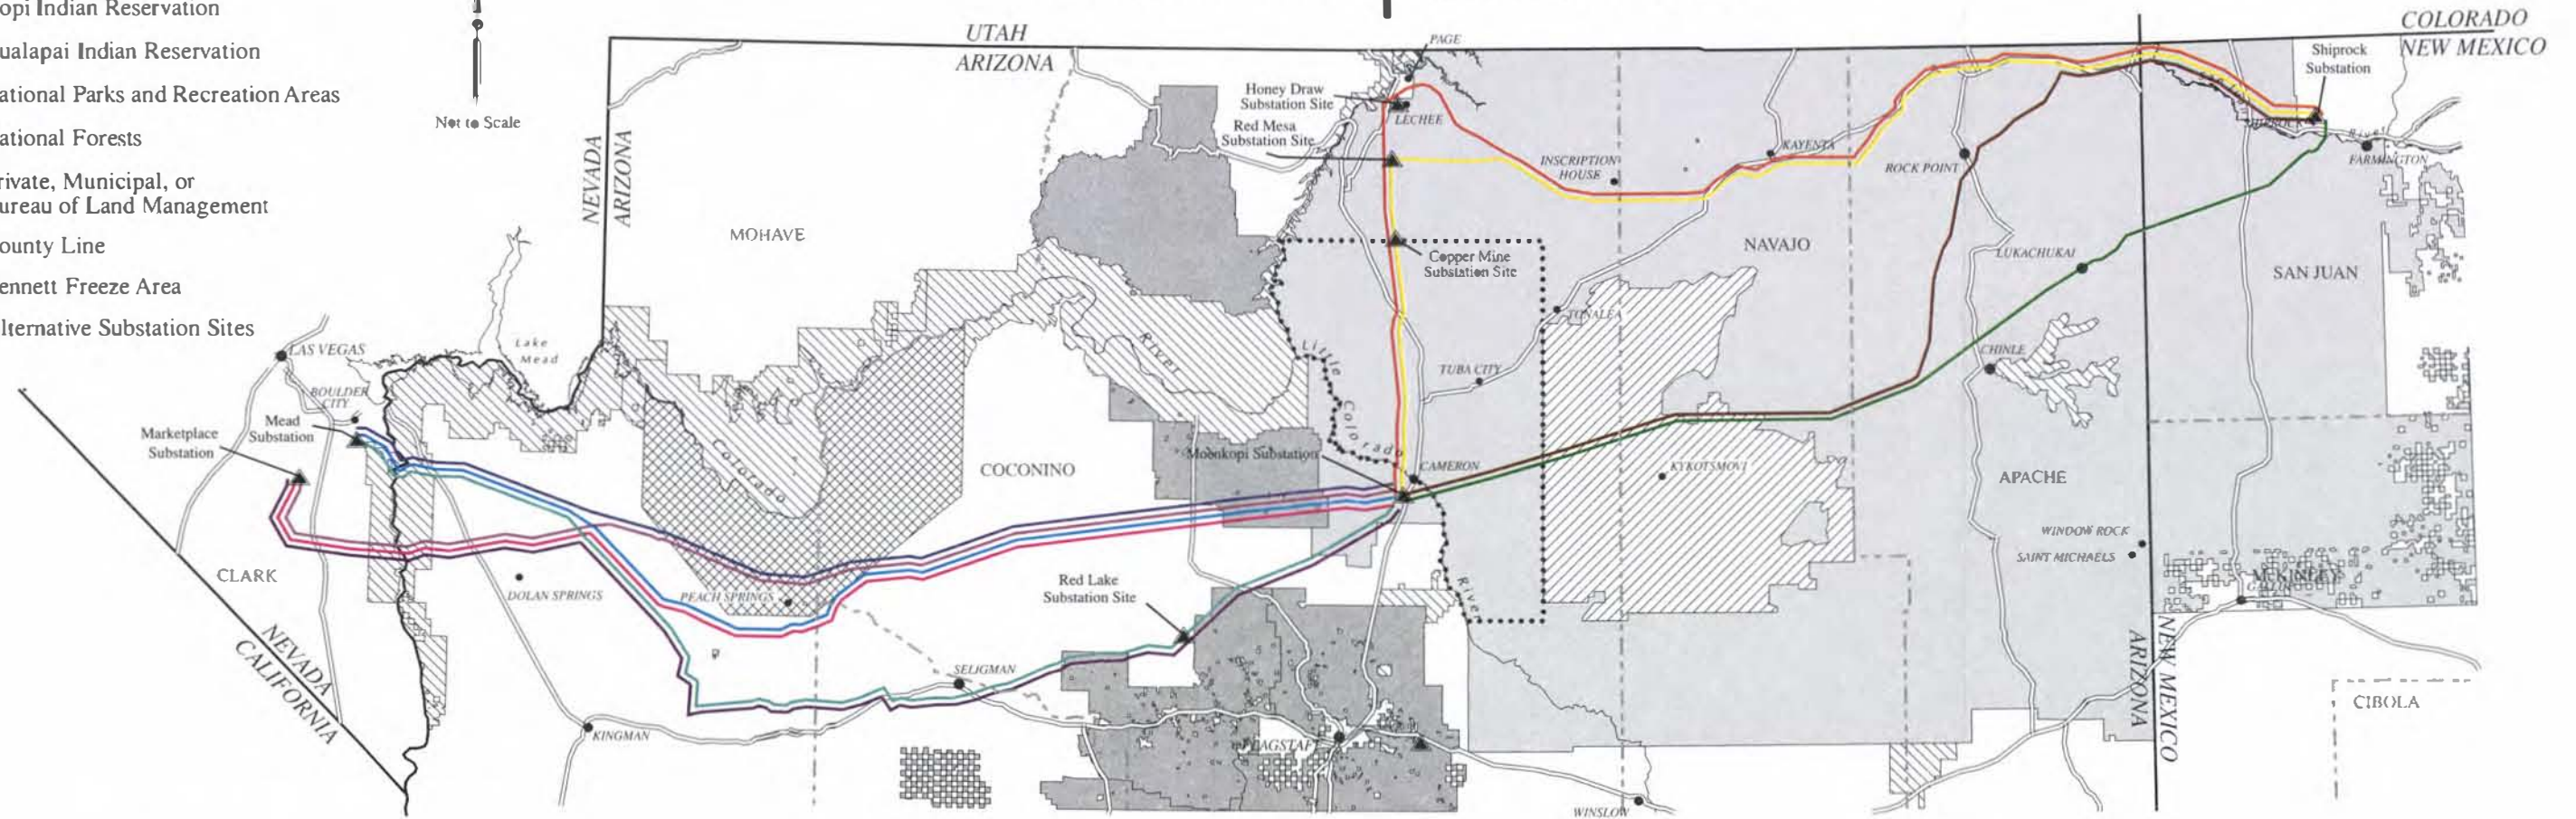 opi Indian Reservation
ualapai Indian Reservation
ational Parks and Recreation Areas
ational Forests
rivate, Municipal, or
ureau of Land Management
ounty Line
ennett Freeze Area
lternative Substation Sites
Not to Scale
UTAH
ARIZONA
COLORADO
NEW MEXICO
PAGE
Shiprock
Substation
Honey Draw
Substation Site
LECHEE
Red Mesa
Substation Site
NEVADA
ARIZONA
MOHAVE
INSCRIPTION
HOUSE
KAYENTA
ROCK POINT
SHIPROCK
River
FARMINGTON
Copper Mine
Substation Site
NAVAJO
LUKACHUKAI
SAN JUAN
TONALEA
Lake
Mead
River
Little
Colorado
TUBA CITY
CHINLE
LAS VEGAS
BOULDER
CITY
Mead
Substation
Marketplace
Substation
Colorado
COCONINO
Moenkopi Substation
CAMERON
KYKOTSMOVI
APACHE
WINDOW ROCK
SAINT MICHAELS
McKINLEY
CLARK
DOLAN SPRINGS
PEACH SPRINGS
Red Lake
Substation Site
River
NEVADA
CALIFORNIA
SELIGMAN
KINGMAN
FLAGSTAFF
WINSLOW
ARIZONA
NEW MEXICO
CIBOLA